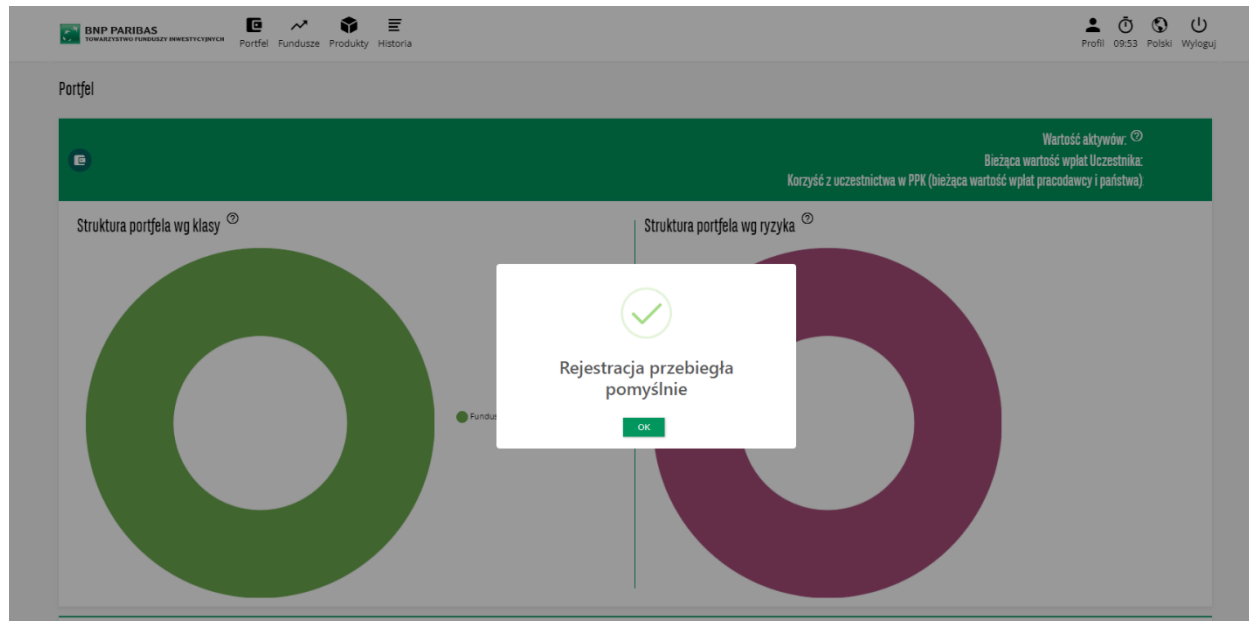 BNP PARIBAS
TOWARZYSTWO FUNDUSZY INWESTYCYJNYCH
Portfel Fundusze Produkty Historia
Profil 09:53 Polski Wyloguj
Portfel
Wartość aktywów:
Bieżąca wartość wpłat Uczestnika:
Korzyść z uczestnictwa w PPK (bieżąca wartość wpłat pracodawcy i państwa):
Struktura portfela wg klasy
Struktura portfela wg ryzyka
Rejestracja przebiegła
pomyślnie
OK